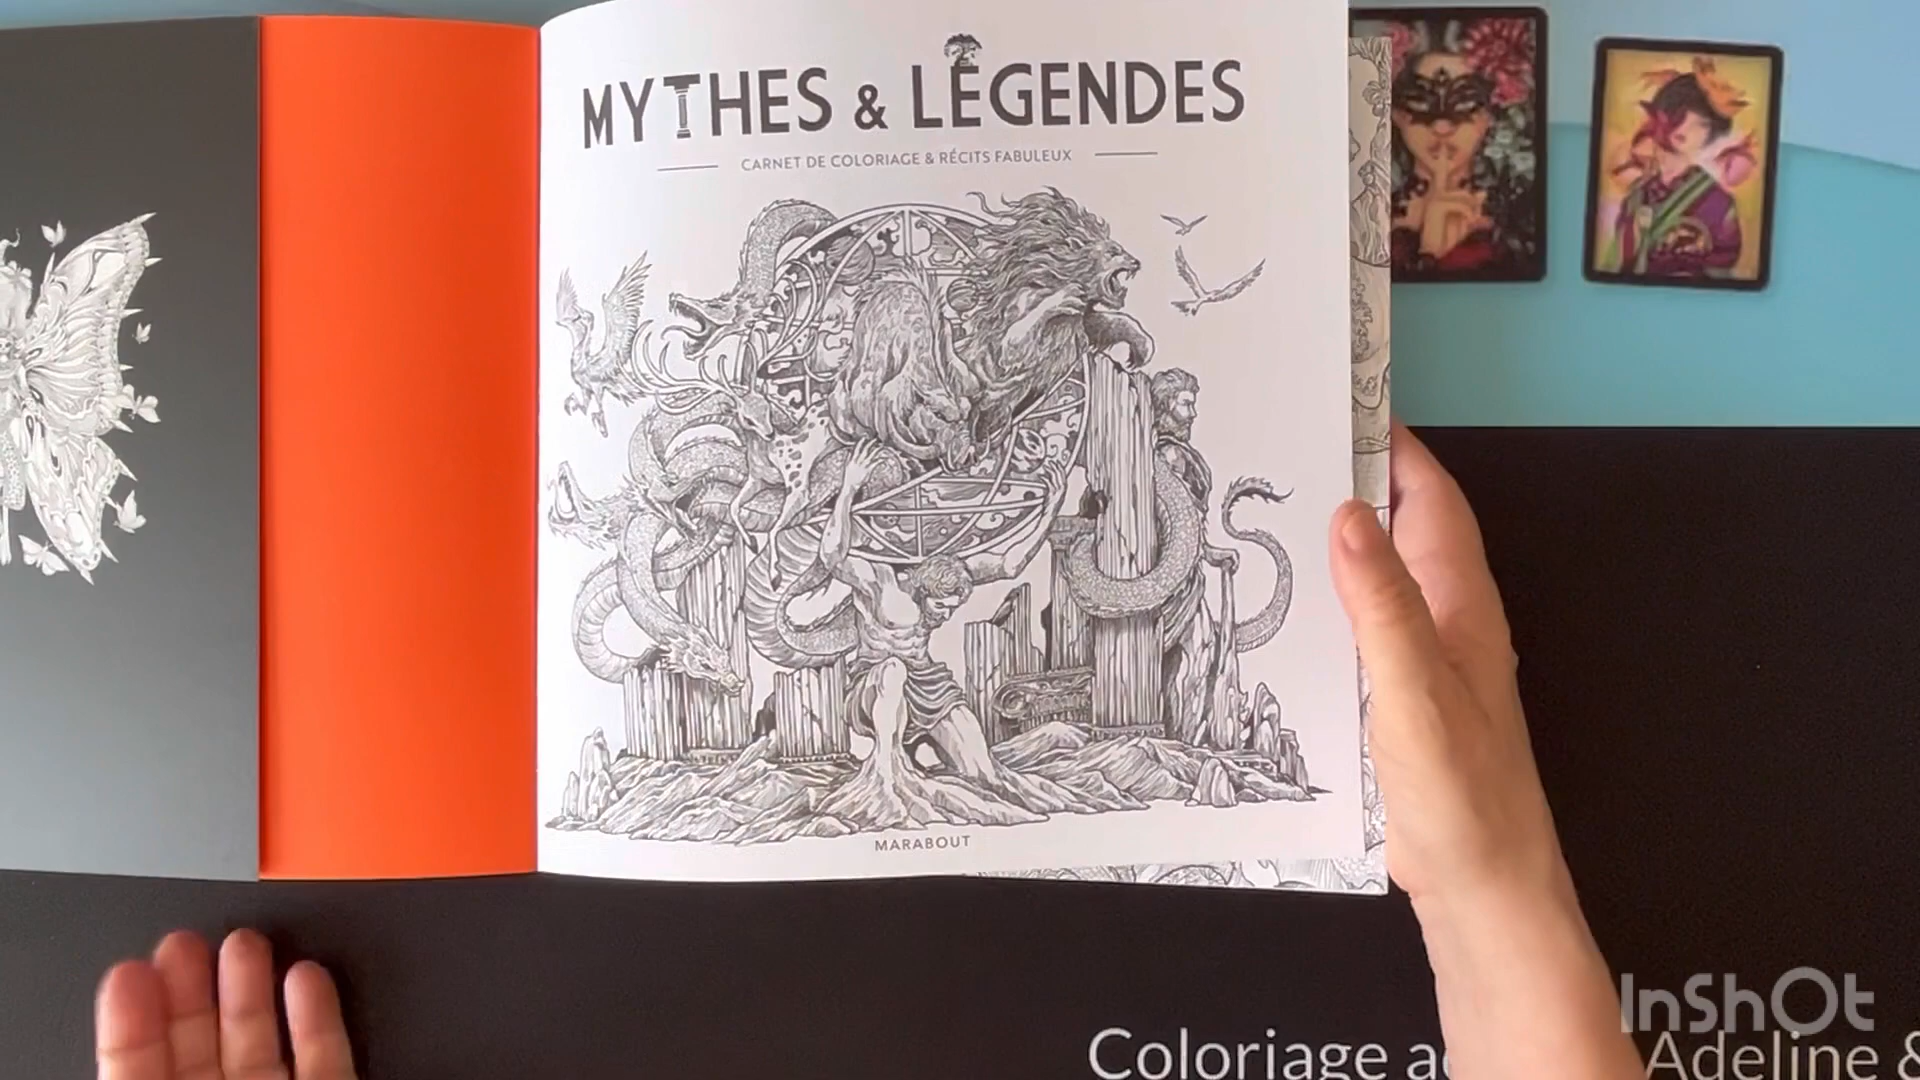 MYTHES & LÉGENDES
CARNET DE COLORIAGE & RÉCITS FABULEUX
MARABOUT
InShOt
Coloriage
Adeline &